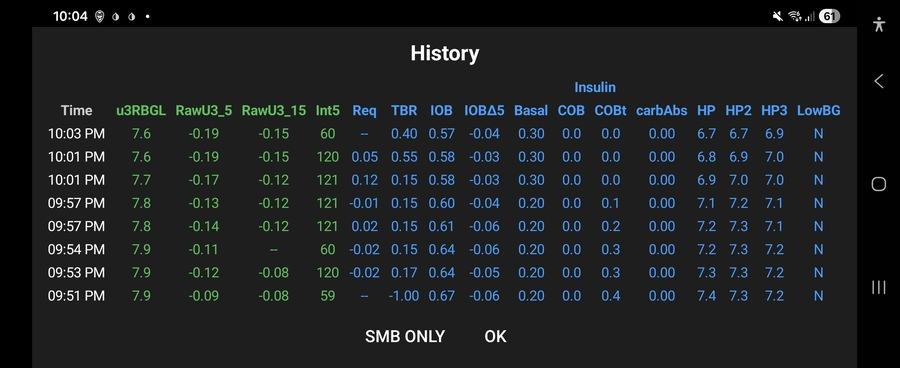 10:04 61
History
Insulin
Time u3RBGL RawU3_5 RawU3_15 Int5 Req TBR IOB IOBΔ5 Basal COB COBt carbAbs HP HP2 HP3 LowBG
10:03 PM 7.6 -0.19 -0.15 60 -- 0.40 0.57 -0.04 0.30 0.0 0.0 0.00 6.7 6.7 6.9 N
10:01 PM 7.6 -0.19 -0.15 120 0.05 0.55 0.58 -0.03 0.30 0.0 0.0 0.00 6.8 6.9 7.0 N
10:01 PM 7.7 -0.17 -0.12 121 0.12 0.15 0.58 -0.03 0.30 0.0 0.0 0.00 6.9 7.0 7.0 N
09:57 PM 7.8 -0.13 -0.12 121 -0.01 0.15 0.60 -0.04 0.20 0.0 0.1 0.00 7.1 7.2 7.1 N
09:57 PM 7.8 -0.14 -0.12 121 0.02 0.15 0.61 -0.06 0.20 0.0 0.2 0.00 7.2 7.3 7.1 N
09:54 PM 7.9 -0.11 -- 60 -0.02 0.15 0.64 -0.06 0.20 0.0 0.3 0.00 7.2 7.3 7.2 N
09:53 PM 7.9 -0.12 -0.08 120 -0.02 0.17 0.64 -0.05 0.20 0.0 0.3 0.00 7.3 7.3 7.2 N
09:51 PM 7.9 -0.09 -0.08 59 -- -1.00 0.67 -0.06 0.20 0.0 0.4 0.00 7.4 7.3 7.2 N
SMB ONLY OK